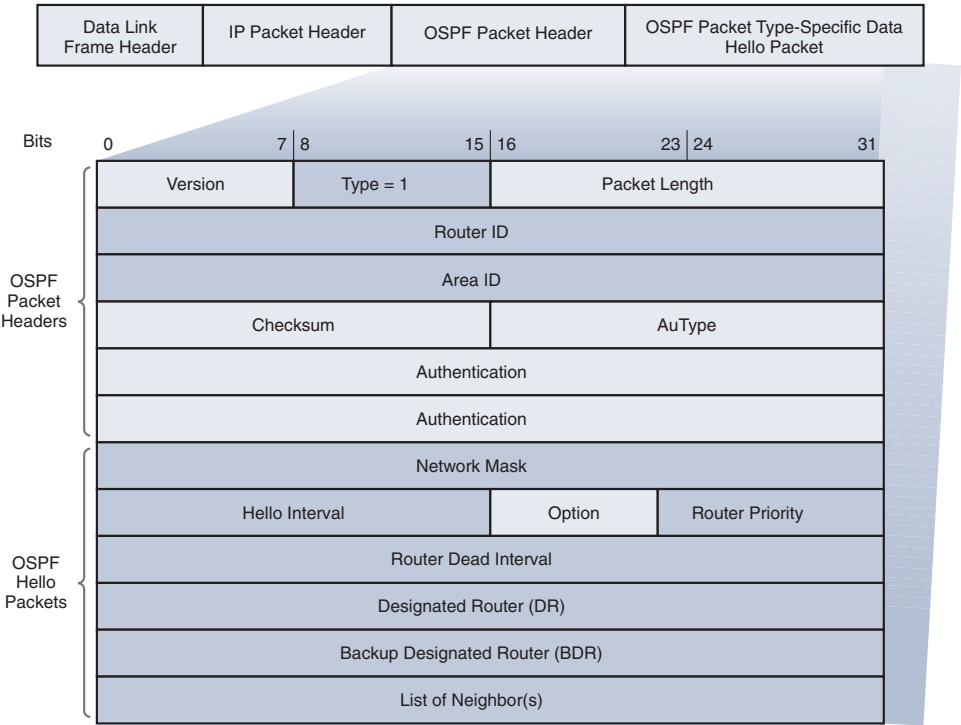 Data Link
Frame Header
IP Packet Header
OSPF Packet Header
OSPF Packet Type-Specific Data
Hello Packet
Bits
0
7
8
15
16
23
24
31
Version
Type = 1
Packet Length
Router ID
Area ID
OSPF
Packet
Headers
Checksum
AuType
Authentication
Authentication
Network Mask
Hello Interval
Option
Router Priority
OSPF
Hello
Packets
Router Dead Interval
Designated Router (DR)
Backup Designated Router (BDR)
List of Neighbor(s)